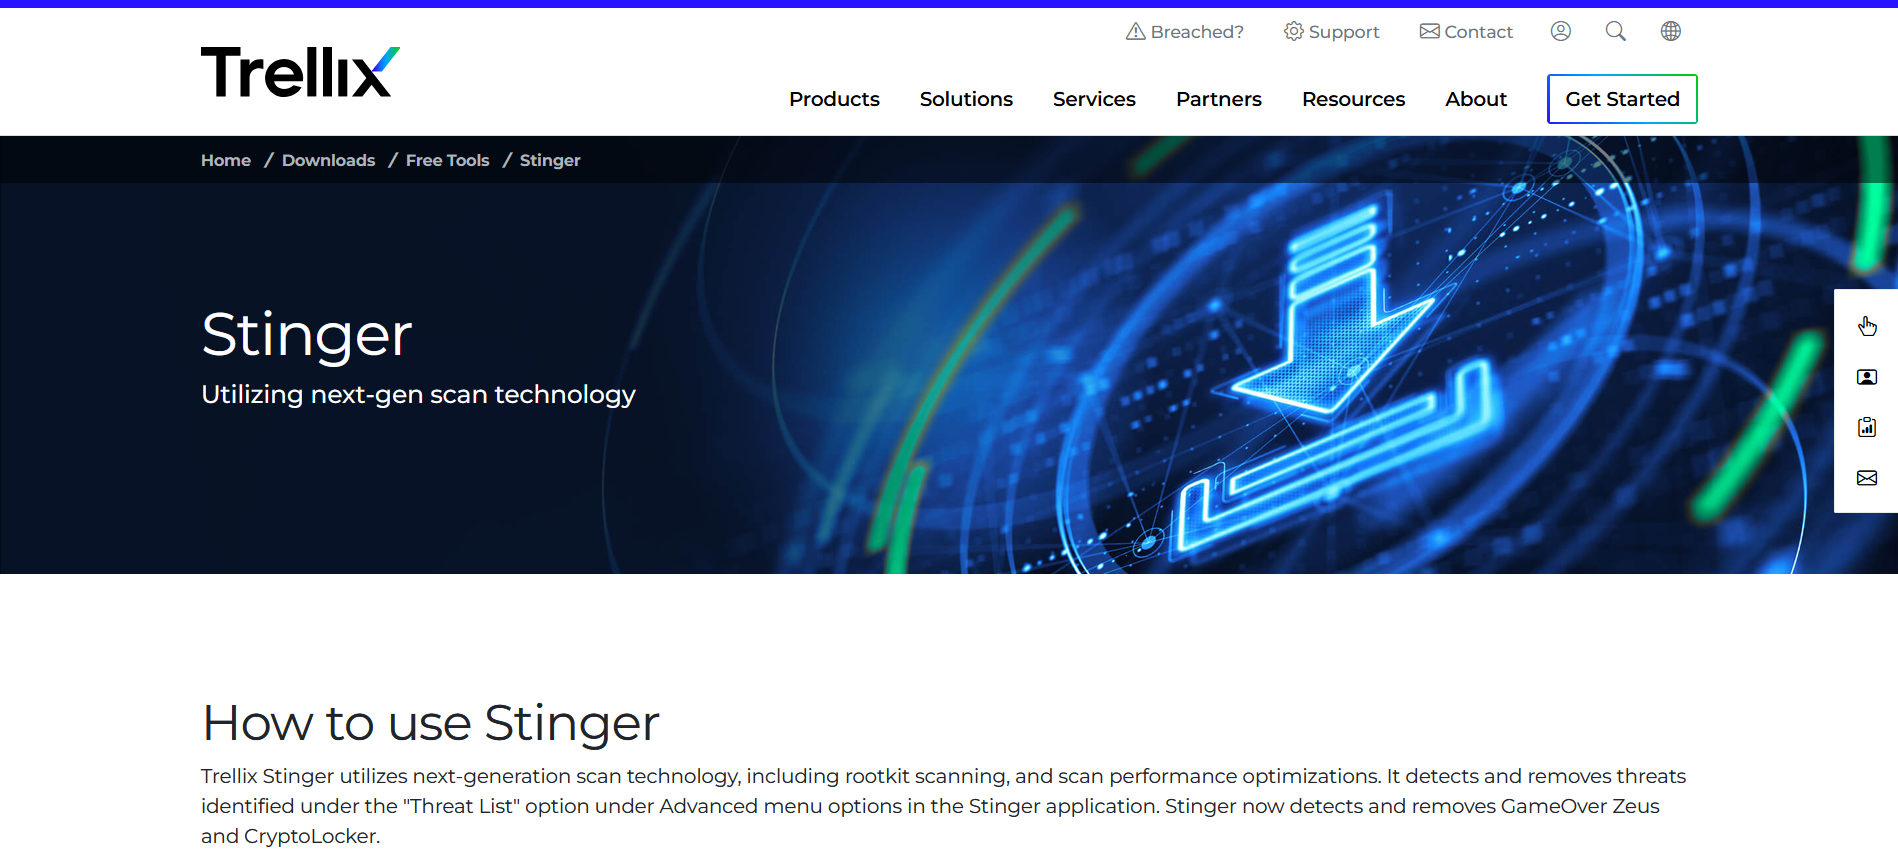 Breached?
Support
Contact
Trellix
Products
Solutions
Services
Partners
Resources
About
Get Started
Home / Downloads / Free Tools / Stinger
Stinger
Utilizing next-gen scan technology
How to use Stinger
Trellix Stinger utilizes next-generation scan technology, including rootkit scanning, and scan performance optimizations. It detects and removes threats
identified under the "Threat List" option under Advanced menu options in the Stinger application. Stinger now detects and removes GameOver Zeus
and CryptoLocker.